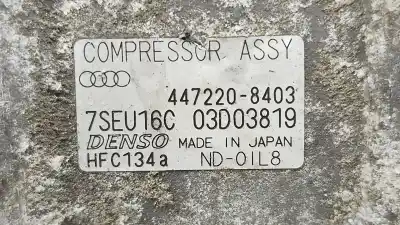 COMPRESSOR ASSY
447220-8403
7SEU16C 03D03819
DENSO MADE IN JAPAN
HFC134a ND-OIL8